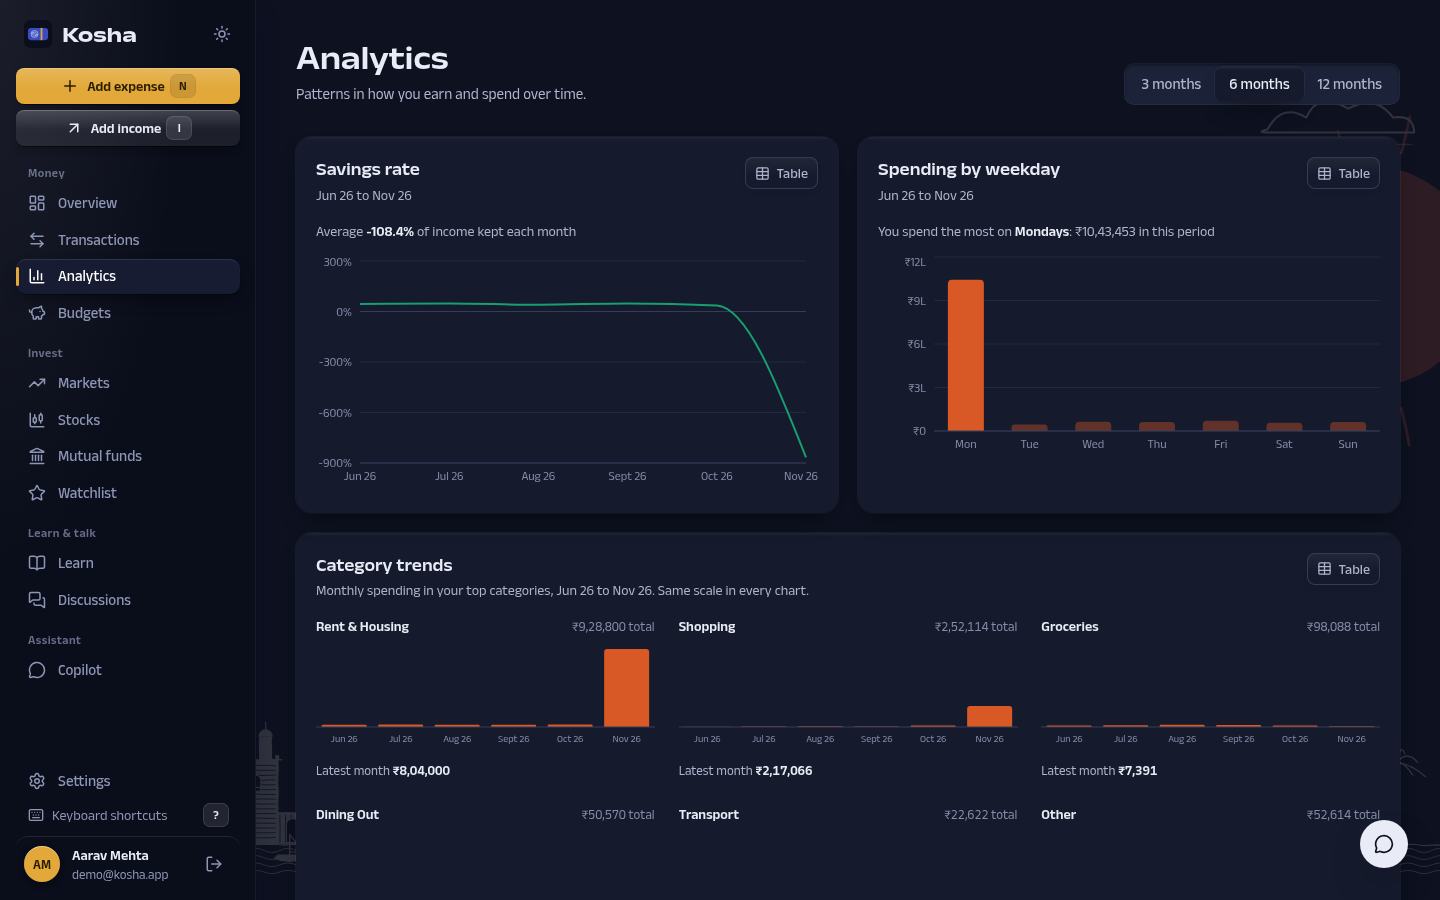 Kosha
Add expense N
Add income I
Money
Overview
Transactions
Analytics
Budgets
Invest
Markets
Stocks
Mutual funds
Watchlist
Learn & talk
Learn
Discussions
Assistant
Copilot
Settings
Keyboard shortcuts ?
AM
Aarav Mehta
demo@kosha.app
Analytics
Patterns in how you earn and spend over time.
3 months 6 months 12 months
Savings rate
Table
Jun 26 to Nov 26
Average -108.4% of income kept each month
300%
0%
-300%
-600%
-900%
Jun 26 Jul 26 Aug 26 Sept 26 Oct 26 Nov 26
Spending by weekday
Table
Jun 26 to Nov 26
You spend the most on Mondays: ₹10,43,453 in this period
₹12L
₹9L
₹6L
₹3L
₹0
Mon Tue Wed Thu Fri Sat Sun
Category trends
Table
Monthly spending in your top categories, Jun 26 to Nov 26. Same scale in every chart.
Rent & Housing ₹9,28,800 total
Jun 26 Jul 26 Aug 26 Sept 26 Oct 26 Nov 26
Latest month ₹8,04,000
Shopping ₹2,52,114 total
Jun 26 Jul 26 Aug 26 Sept 26 Oct 26 Nov 26
Latest month ₹2,17,066
Groceries ₹98,088 total
Jun 26 Jul 26 Aug 26 Sept 26 Oct 26 Nov 26
Latest month ₹7,391
Dining Out ₹50,570 total
Transport ₹22,622 total
Other ₹52,614 total